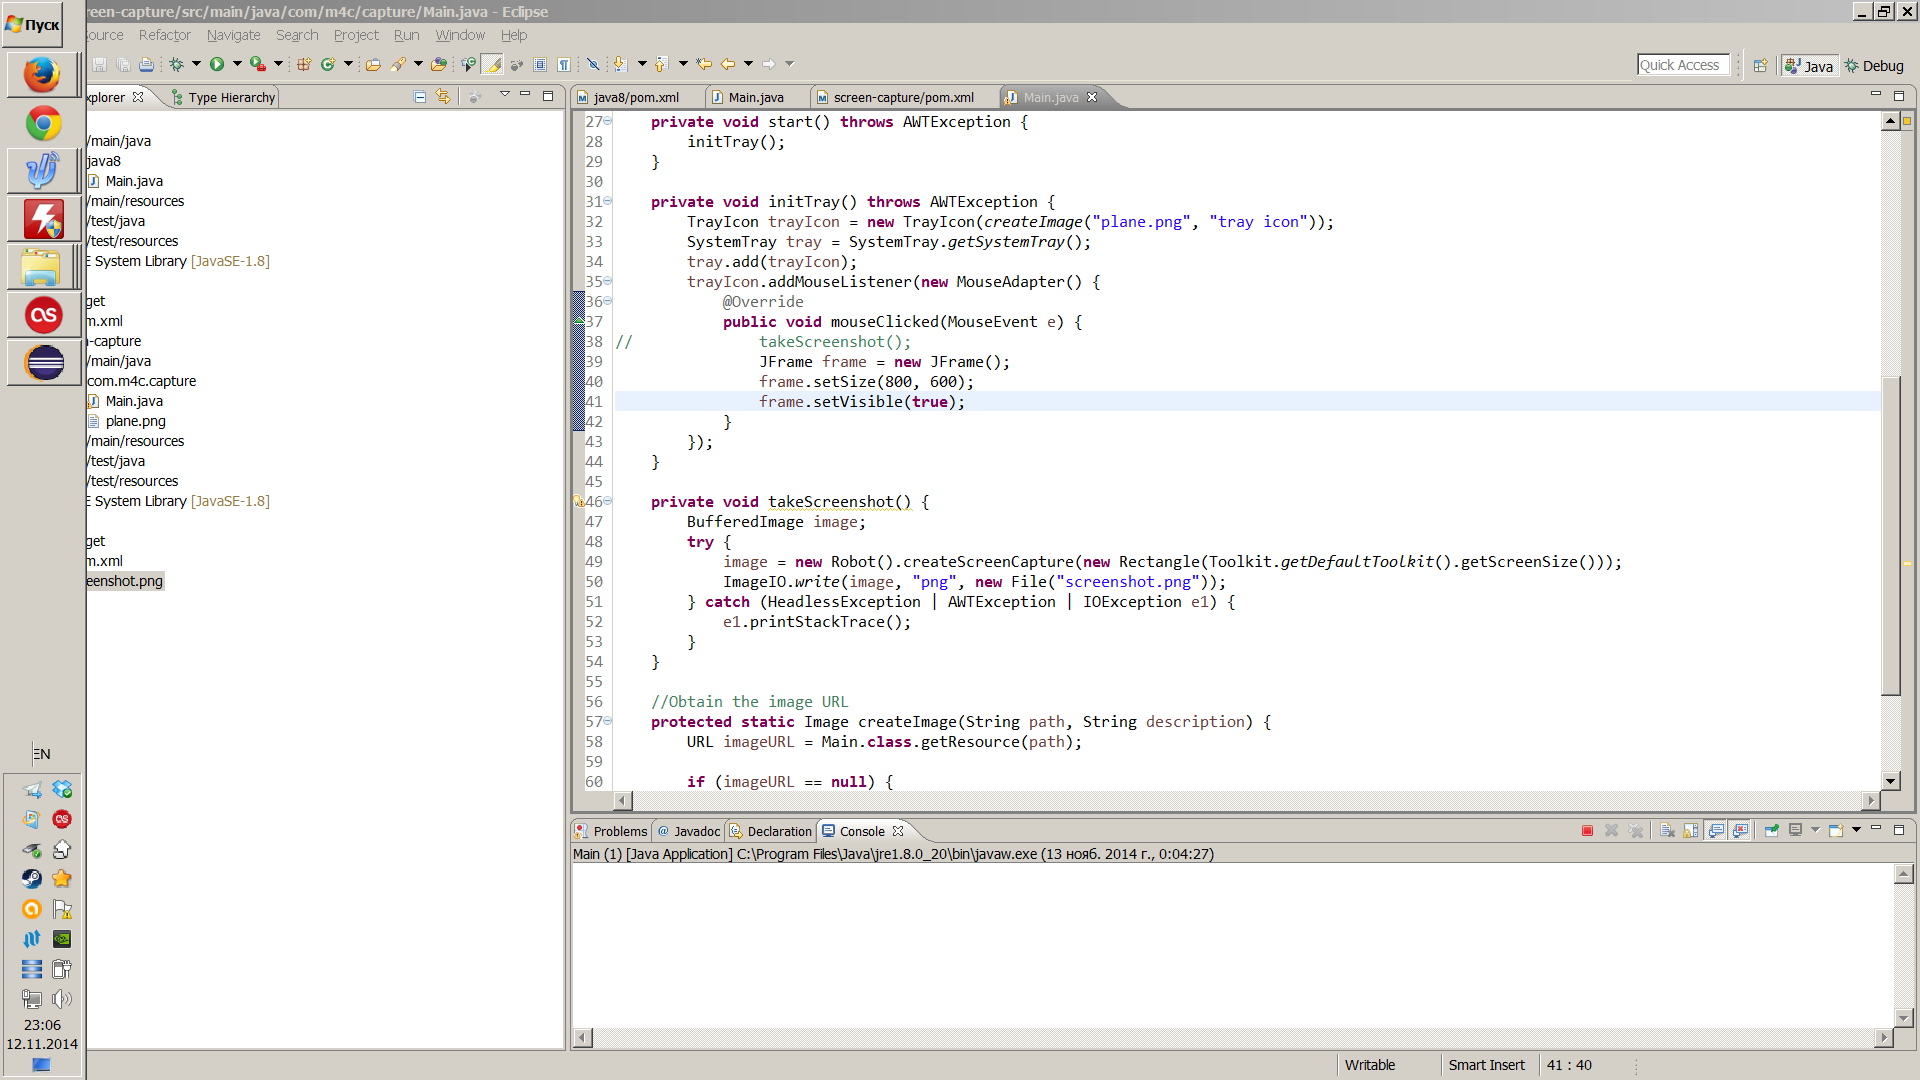 Пуск
reen-capture/src/main/java/com/m4c/capture/Main.java - Eclipse
ource Refactor Navigate Search Project Run Window Help
Quick Access Java Debug
xplorer Type Hierarchy
/main/java
java8
Main.java
/main/resources
/test/java
/test/resources
E System Library [JavaSE-1.8]
get
m.xml
n-capture
/main/java
com.m4c.capture
Main.java
plane.png
/main/resources
/test/java
/test/resources
E System Library [JavaSE-1.8]
get
m.xml
eenshot.png
java8/pom.xml Main.java screen-capture/pom.xml Main.java
27 private void start() throws AWTException {
28 initTray();
29 }
30
31 private void initTray() throws AWTException {
32 TrayIcon trayIcon = new TrayIcon(createImage("plane.png", "tray icon"));
33 SystemTray tray = SystemTray.getSystemTray();
34 tray.add(trayIcon);
35 trayIcon.addMouseListener(new MouseAdapter() {
36 @Override
37 public void mouseClicked(MouseEvent e) {
38 // takeScreenshot();
39 JFrame frame = new JFrame();
40 frame.setSize(800, 600);
41 frame.setVisible(true);
42 }
43 });
44 }
45
46 private void takeScreenshot() {
47 BufferedImage image;
48 try {
49 image = new Robot().createScreenCapture(new Rectangle(Toolkit.getDefaultToolkit().getScreenSize()));
50 ImageIO.write(image, "png", new File("screenshot.png"));
51 } catch (HeadlessException | AWTException | IOException e1) {
52 e1.printStackTrace();
53 }
54 }
55
56 //Obtain the image URL
57 protected static Image createImage(String path, String description) {
58 URL imageURL = Main.class.getResource(path);
59
60 if (imageURL == null) {
Problems @ Javadoc Declaration Console
Main (1) [Java Application] C:\Program Files\Java\jre1.8.0_20\bin\javaw.exe (13 нояб. 2014 г., 0:04:27)
EN
23:06
12.11.2014
Writable Smart Insert 41 : 40